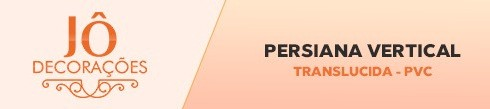 JÔ
DECORAÇÕES
PERSIANA VERTICAL
TRANSLUCIDA - PVC